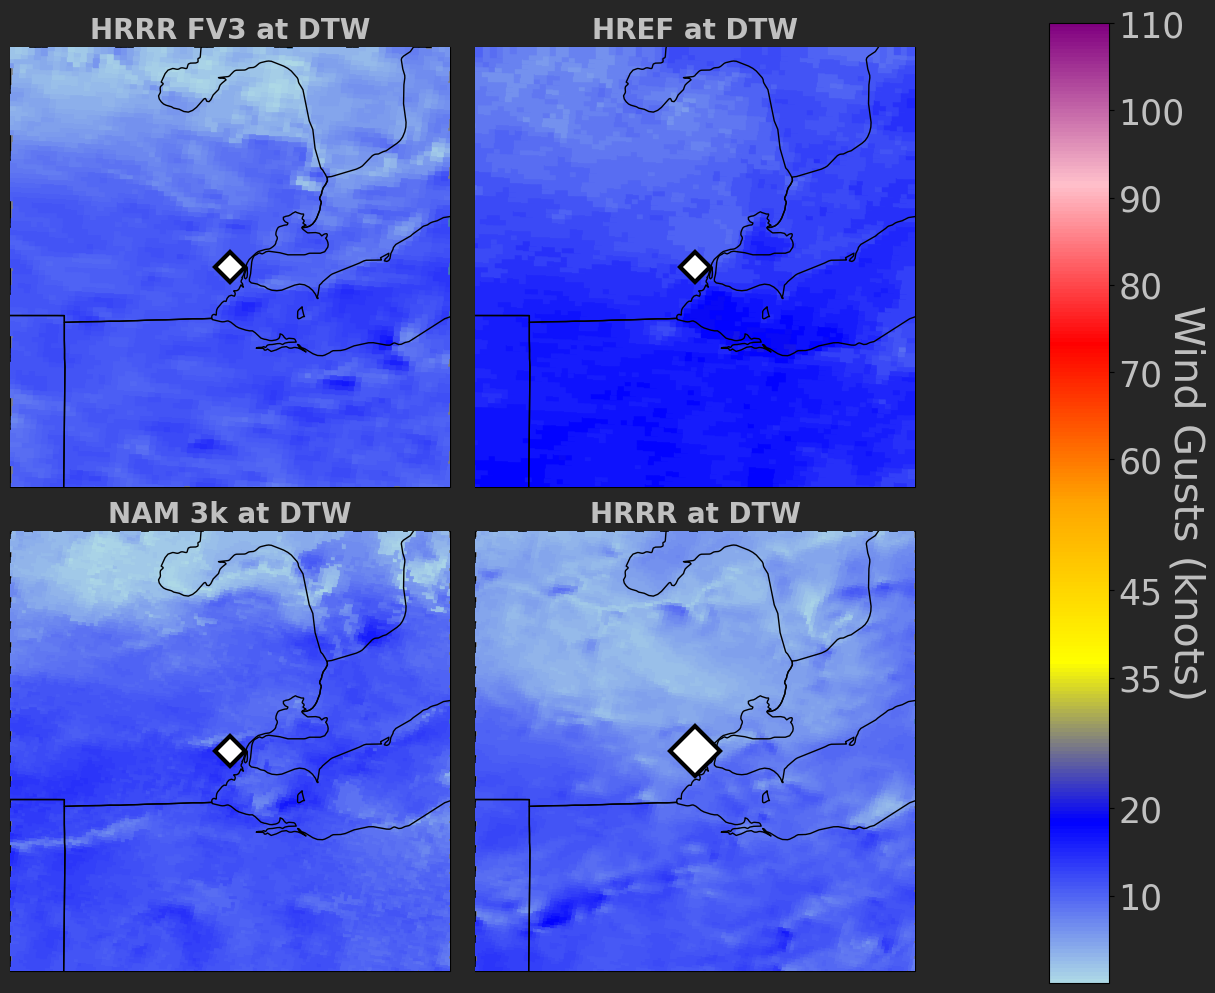 HRRR FV3 at DTW
HREF at DTW
NAM 3k at DTW
HRRR at DTW
110
100
90
80
70
60
45
35
20
10
Wind Gusts (knots)